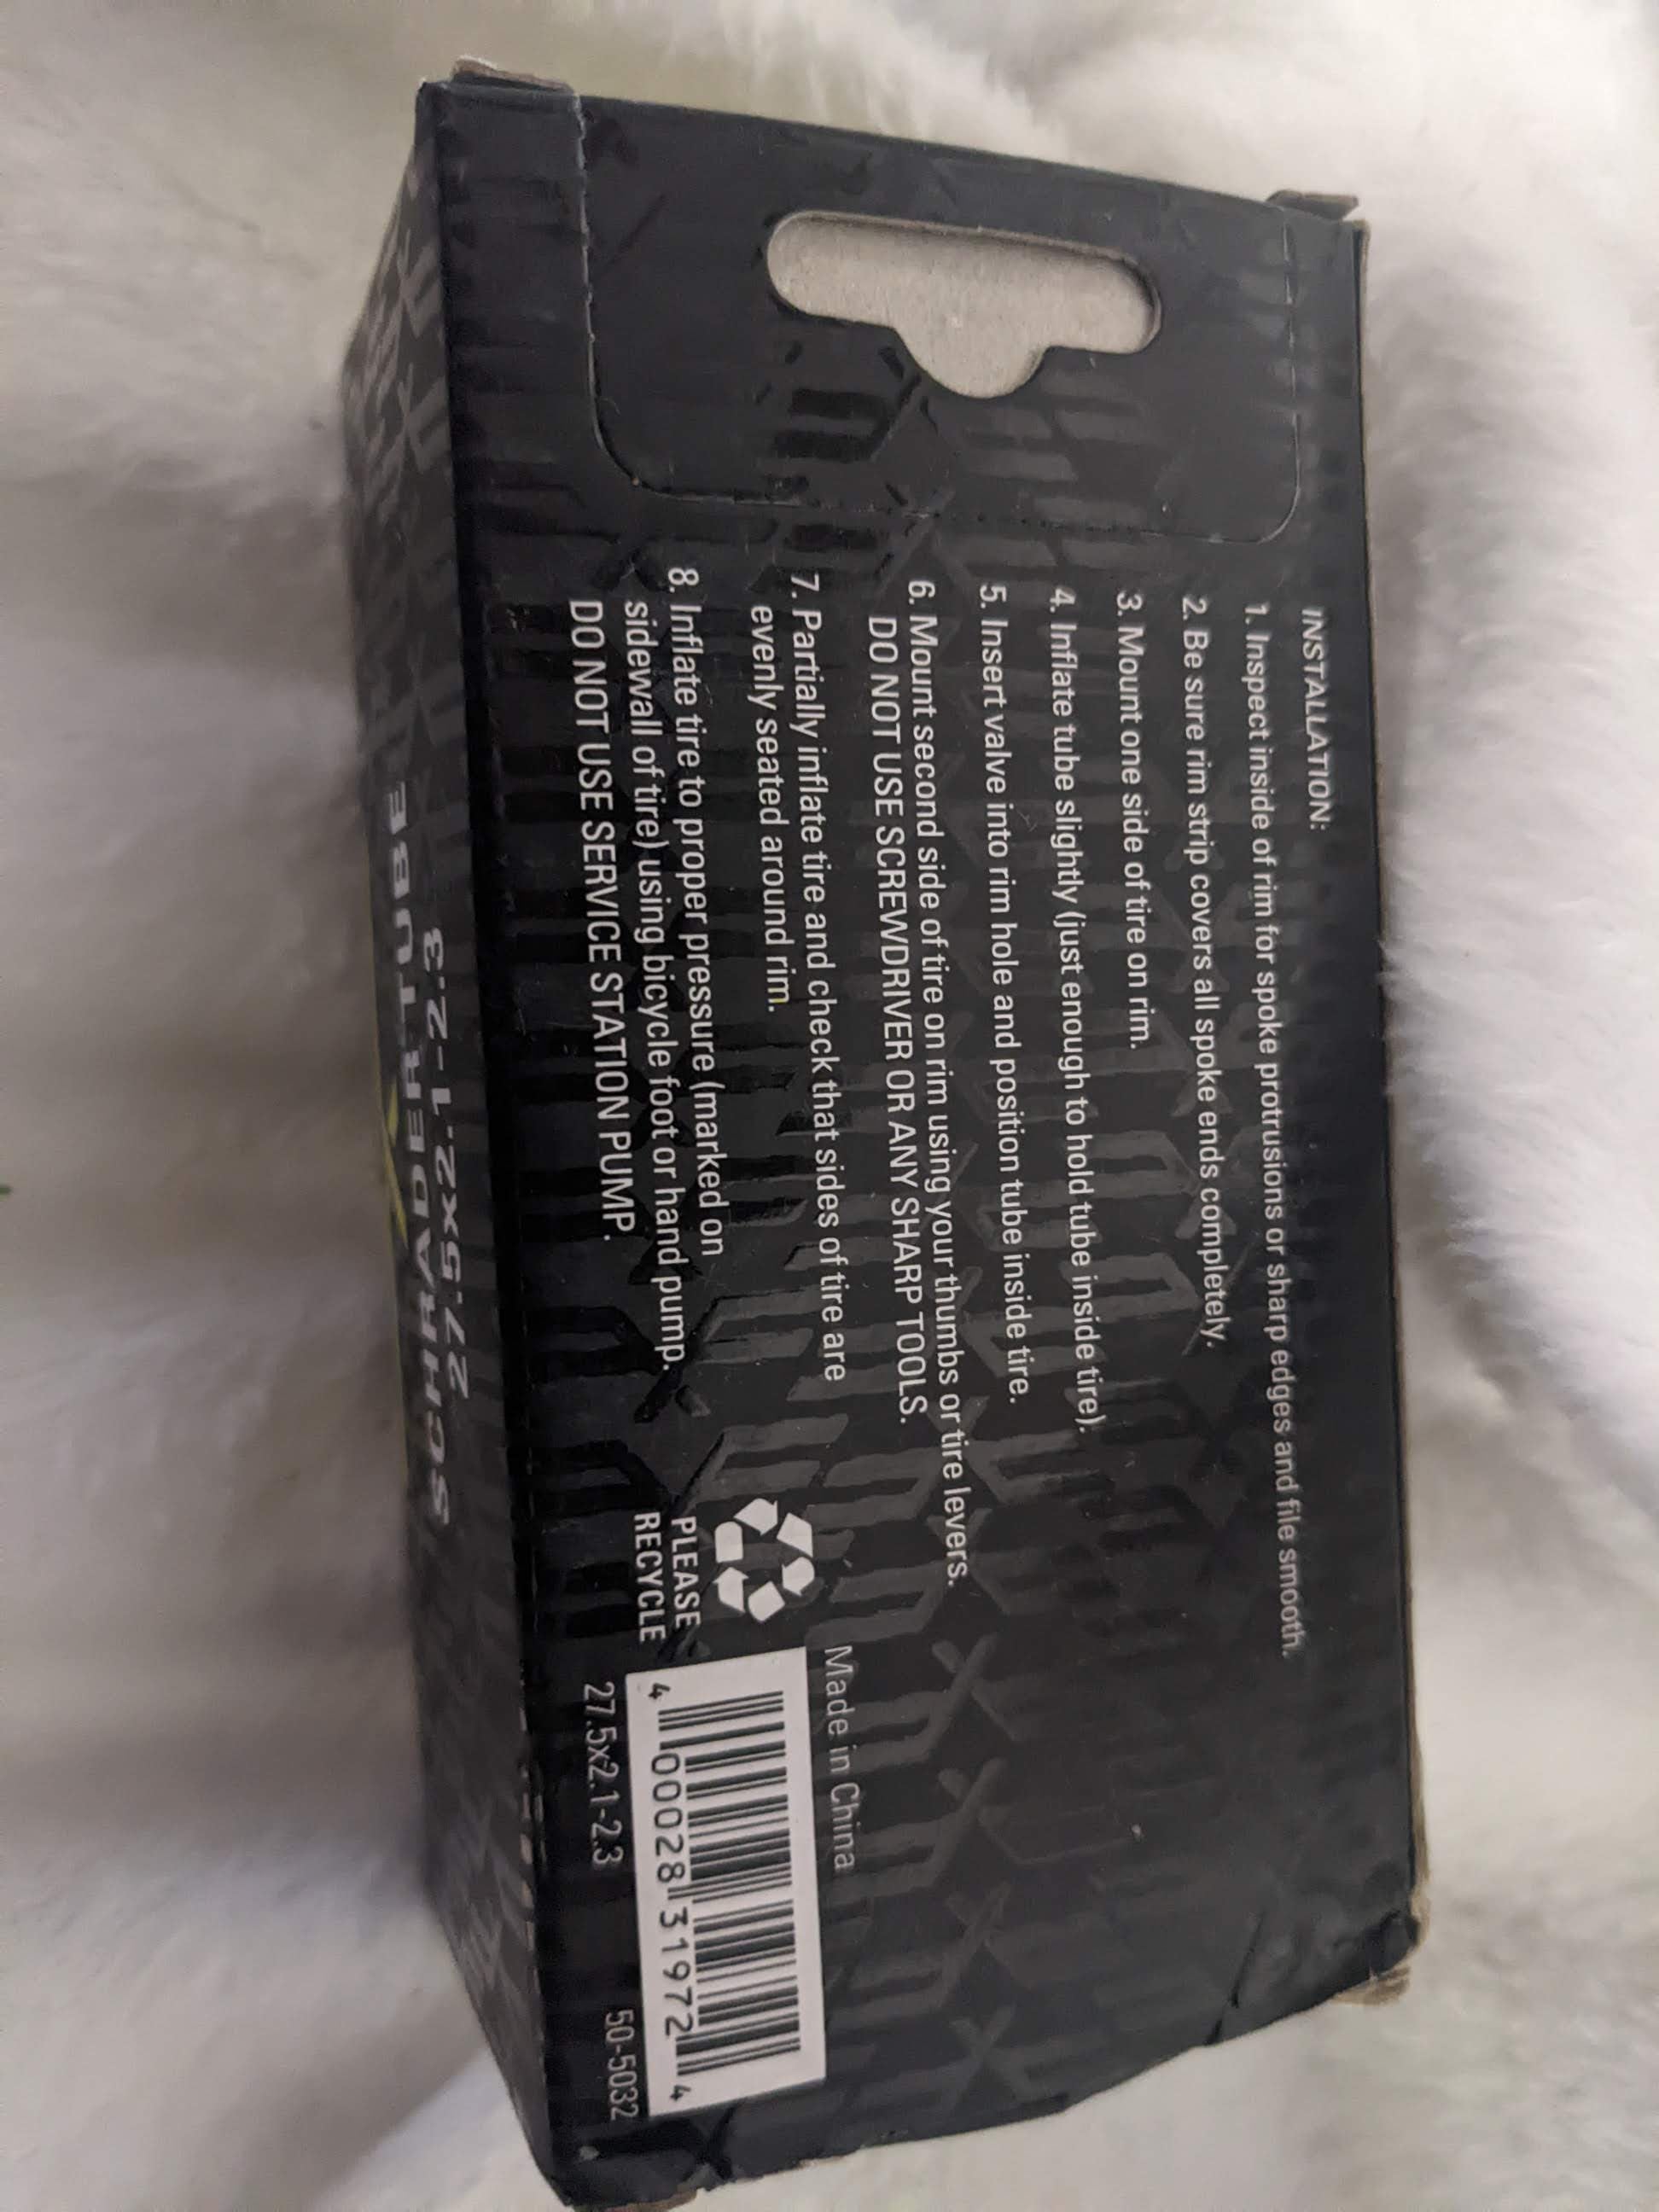 INSTALLATION:
1. Inspect inside of rim for spoke protrusions or sharp edges and file smooth.
2. Be sure rim strip covers all spoke ends completely.
3. Mount one side of tire on rim.
4. Inflate tube slightly (just enough to hold tube inside tire).
5. Insert valve into rim hole and position tube inside tire.
6. Mount second side of tire on rim using your thumbs or tire levers.
DO NOT USE SCREWDRIVER OR ANY SHARP TOOLS.
7. Partially inflate tire and check that sides of tire are
evenly seated around rim.
8. Inflate tire to proper pressure (marked on
sidewall of tire) using bicycle foot or hand pump.
DO NOT USE SERVICE STATION PUMP.
PLEASE
RECYCLE
Made in China
4 00028 31972 4
27.5x2.1-2.3
50-5032
27.5x2.1-2.3
SCHRADER TUBE